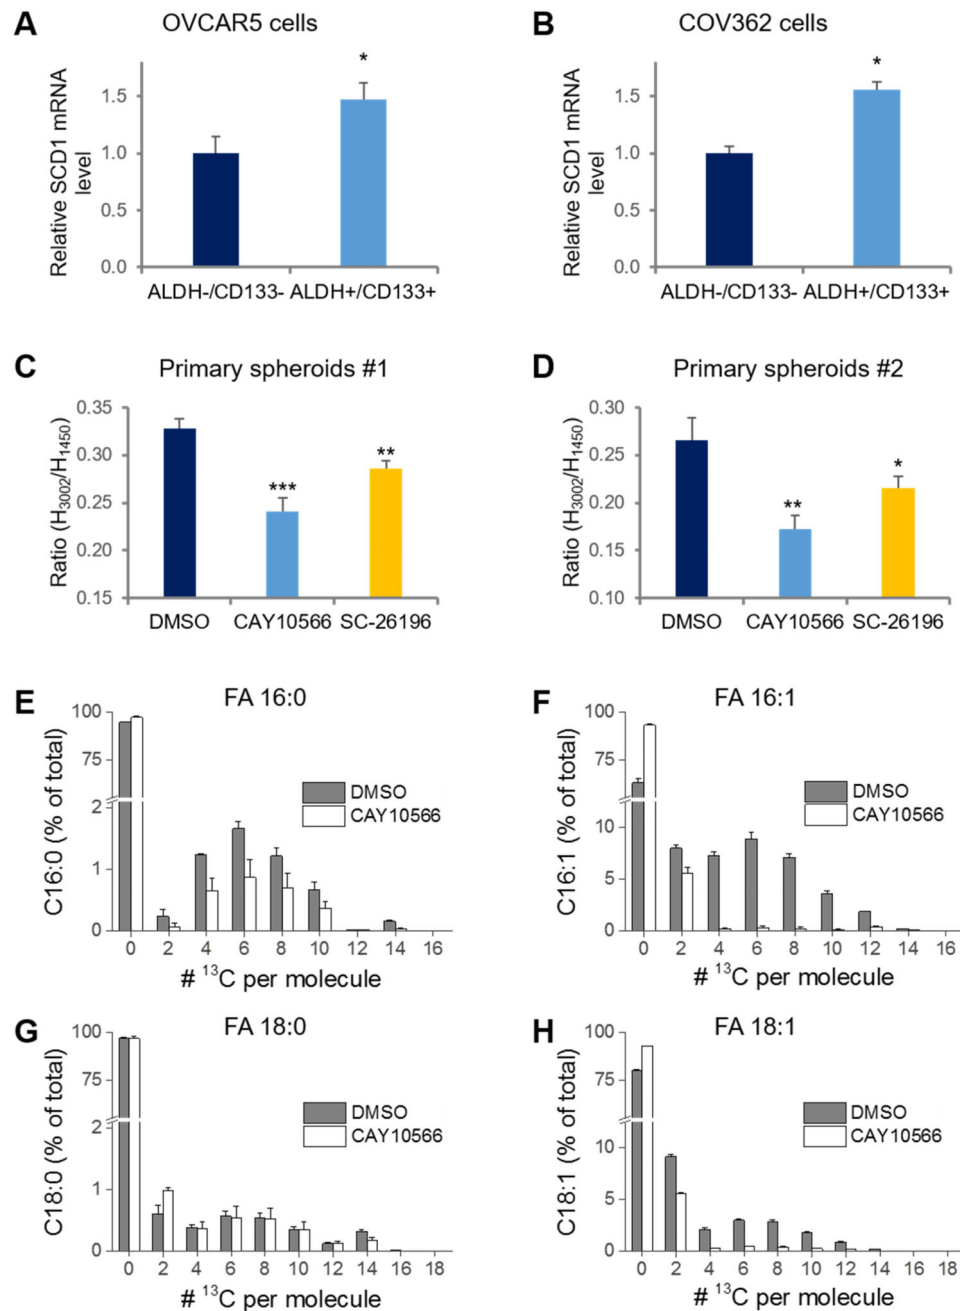 A OVCAR5 cells
Relative SCD1 mRNA
level
1.5
1.0
0.5
0.0
*
ALDH-/CD133- ALDH+/CD133+
B COV362 cells
Relative SCD1 mRNA
level
1.5
1.0
0.5
0.0
*
ALDH-/CD133- ALDH+/CD133+
C Primary spheroids #1
Ratio (H3002/H1450)
0.35
0.30
0.25
0.20
0.15
***
**
DMSO CAY10566 SC-26196
D Primary spheroids #2
Ratio (H3002/H1450)
0.30
0.25
0.20
0.15
0.10
**
*
DMSO CAY10566 SC-26196
E FA 16:0
C16:0 (% of total)
100
75
2
1
0
DMSO
CAY10566
0 2 4 6 8 10 12 14 16
# 13C per molecule
F FA 16:1
C16:1 (% of total)
100
75
10
5
0
DMSO
CAY10566
0 2 4 6 8 10 12 14 16 18
# 13C per molecule
G FA 18:0
C18:0 (% of total)
100
75
2
1
0
DMSO
CAY10566
0 2 4 6 8 10 12 14 16 18
# 13C per molecule
H FA 18:1
C18:1 (% of total)
100
75
10
5
0
DMSO
CAY10566
0 2 4 6 8 10 12 14 16 18
# 13C per molecule